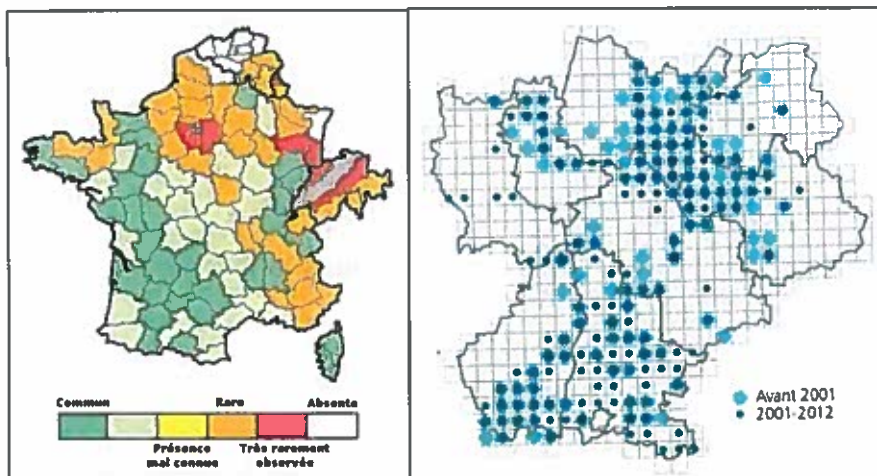 Commun Rare Absente
Présence mal connue
Très rarement observée
Avant 2001
2001-2012